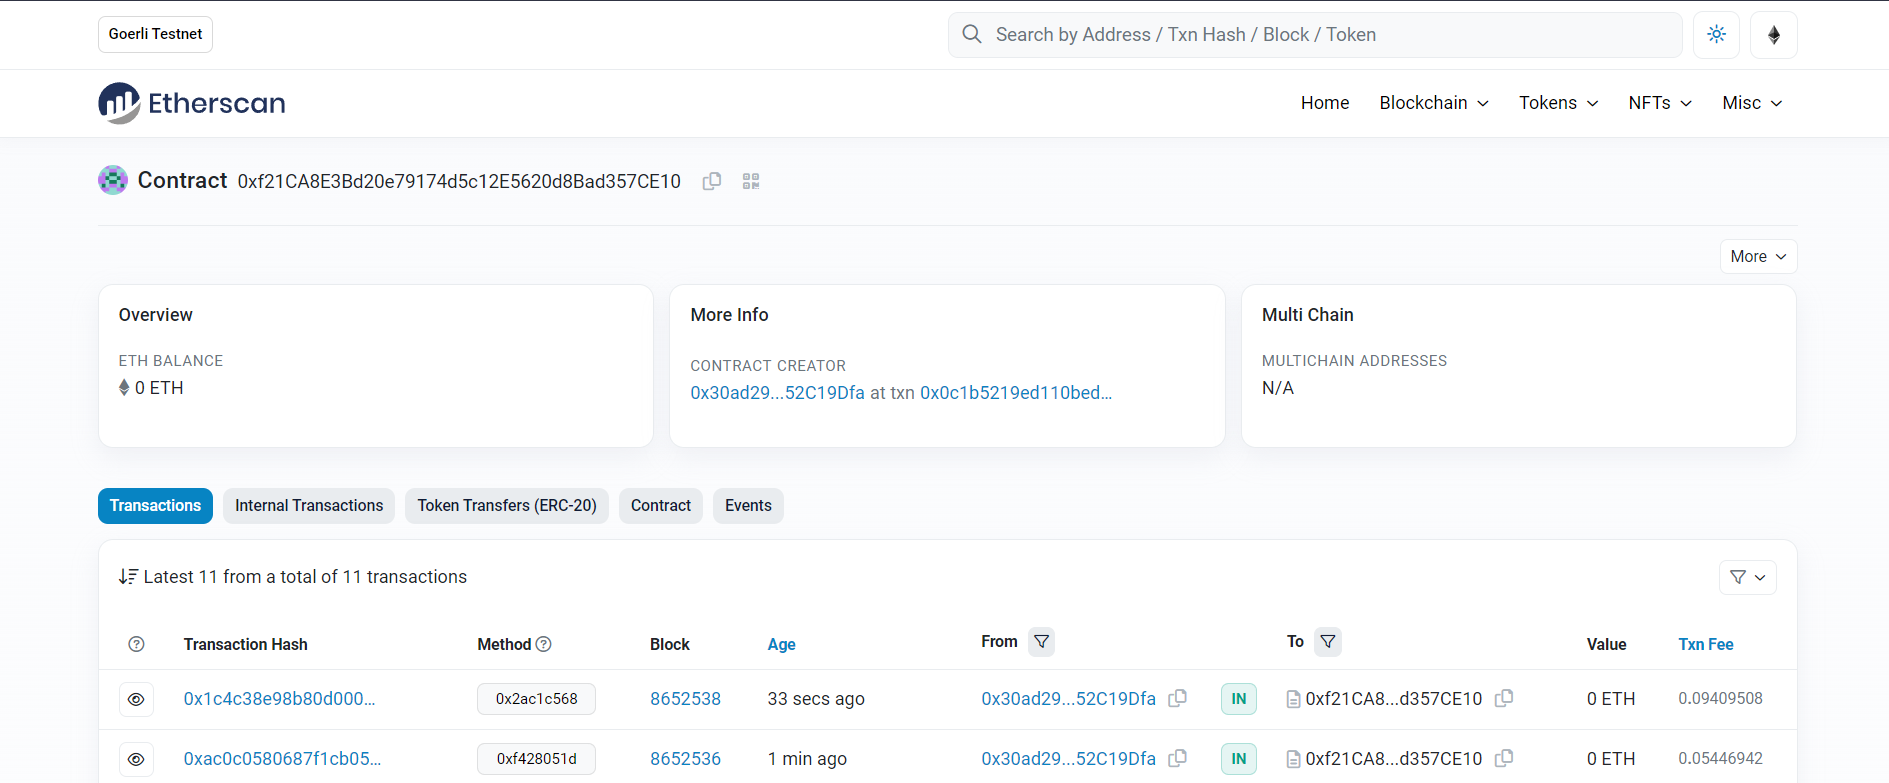 Goerli Testnet
Search by Address / Txn Hash / Block / Token
Etherscan
Home Blockchain Tokens NFTs Misc
Contract 0xf21CA8E3Bd20e79174d5c12E5620d8Bad357CE10
More
Overview
ETH BALANCE
0 ETH
More Info
CONTRACT CREATOR
0x30ad29...52C19Dfa at txn 0x0c1b5219ed110bed...
Multi Chain
MULTICHAIN ADDRESSES
N/A
Transactions Internal Transactions Token Transfers (ERC-20) Contract Events
Latest 11 from a total of 11 transactions
Transaction Hash Method Block Age From To Value Txn Fee
0x1c4c38e98b80d000... 0x2ac1c568 8652538 33 secs ago 0x30ad29...52C19Dfa IN 0xf21CA8...d357CE10 0 ETH 0.09409508
0xac0c0580687f1cb05... 0xf428051d 8652536 1 min ago 0x30ad29...52C19Dfa IN 0xf21CA8...d357CE10 0 ETH 0.05446942